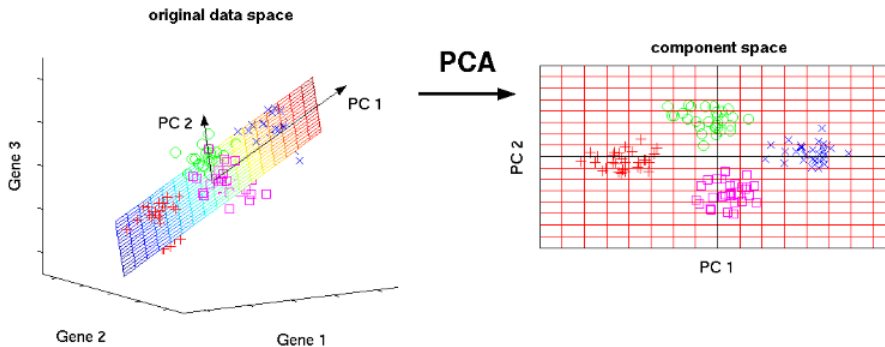 original data space
PCA
component space
PC 1
PC 2
Gene 3
PC 2
Gene 2
Gene 1
PC 1